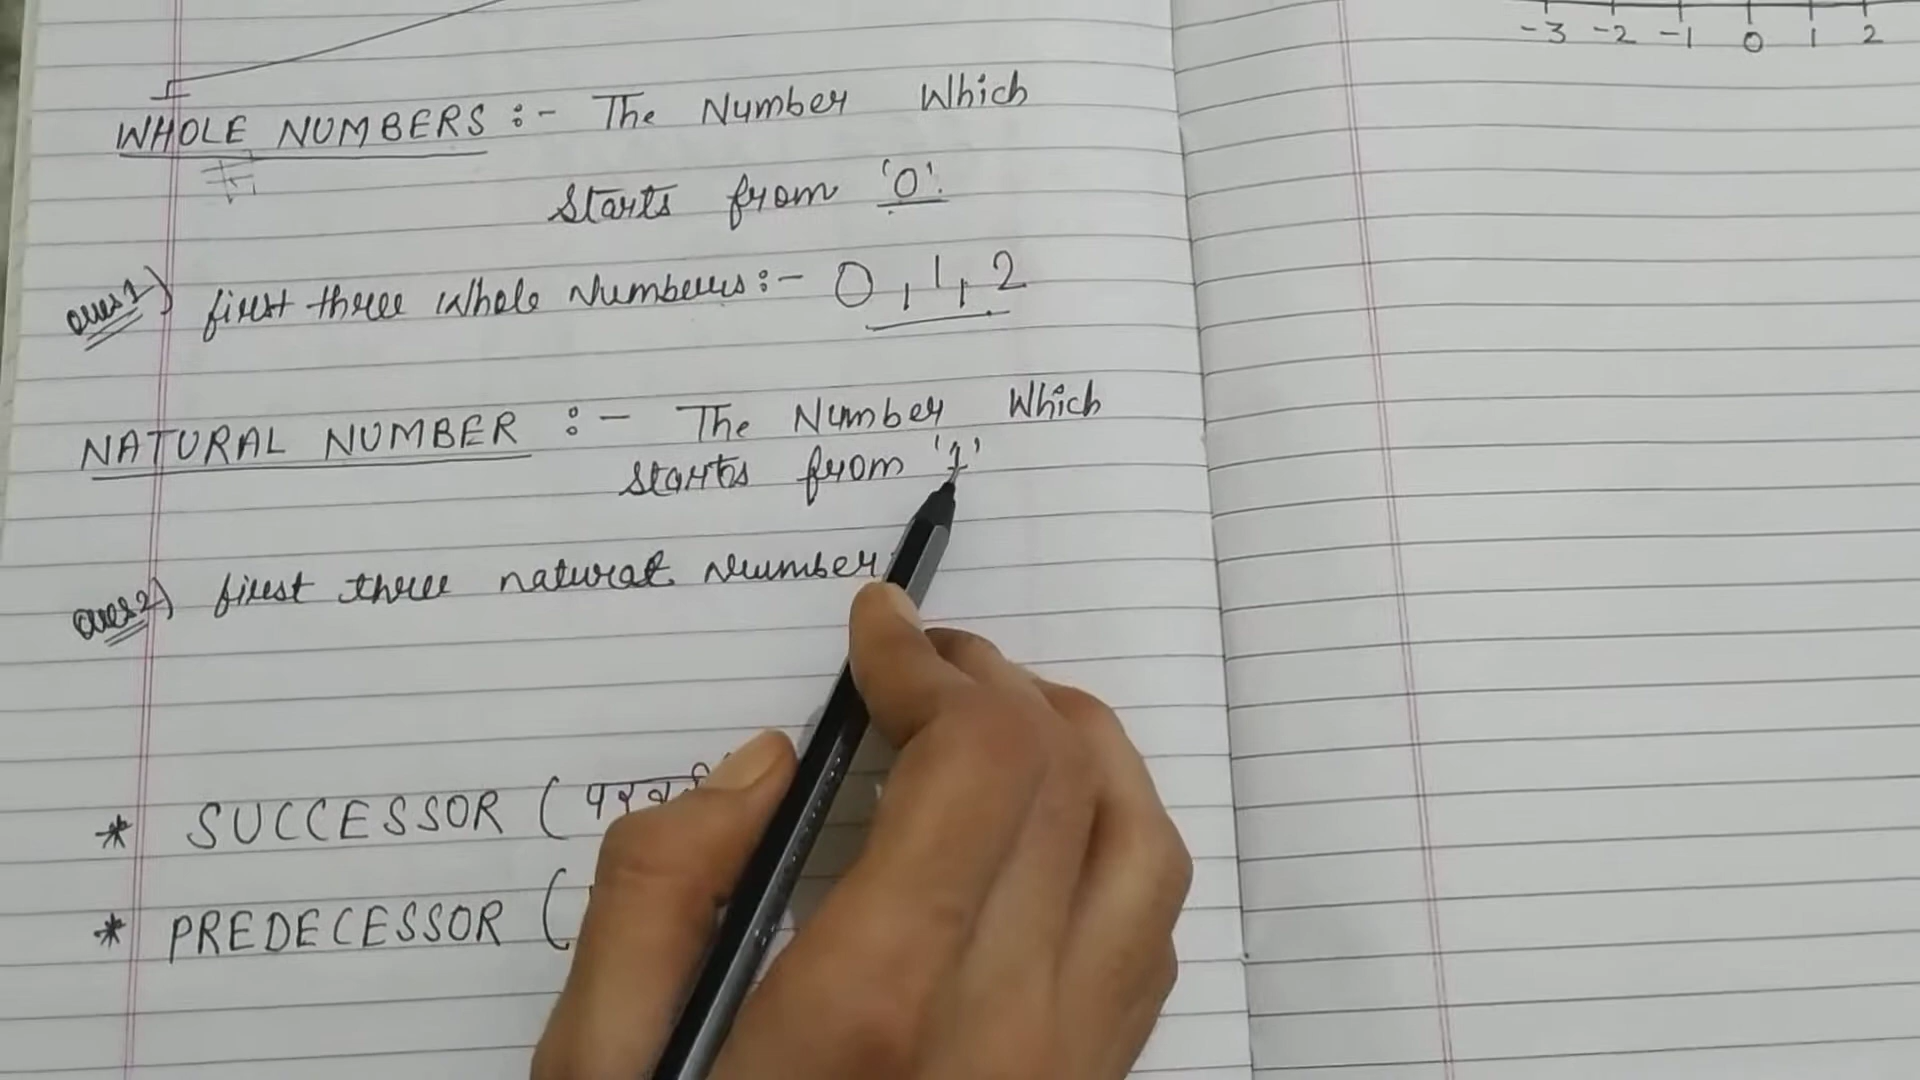 -3 -2 -1 0 1 2
WHOLE NUMBERS :- The Number Which
Starts from '0'.
Ques1) first three whole Numbers :- 0, 1, 2
NATURAL NUMBER :- The Number Which
starts from '1'
Ques2) first three natural Number
* SUCCESSOR (
* PREDECESSOR (